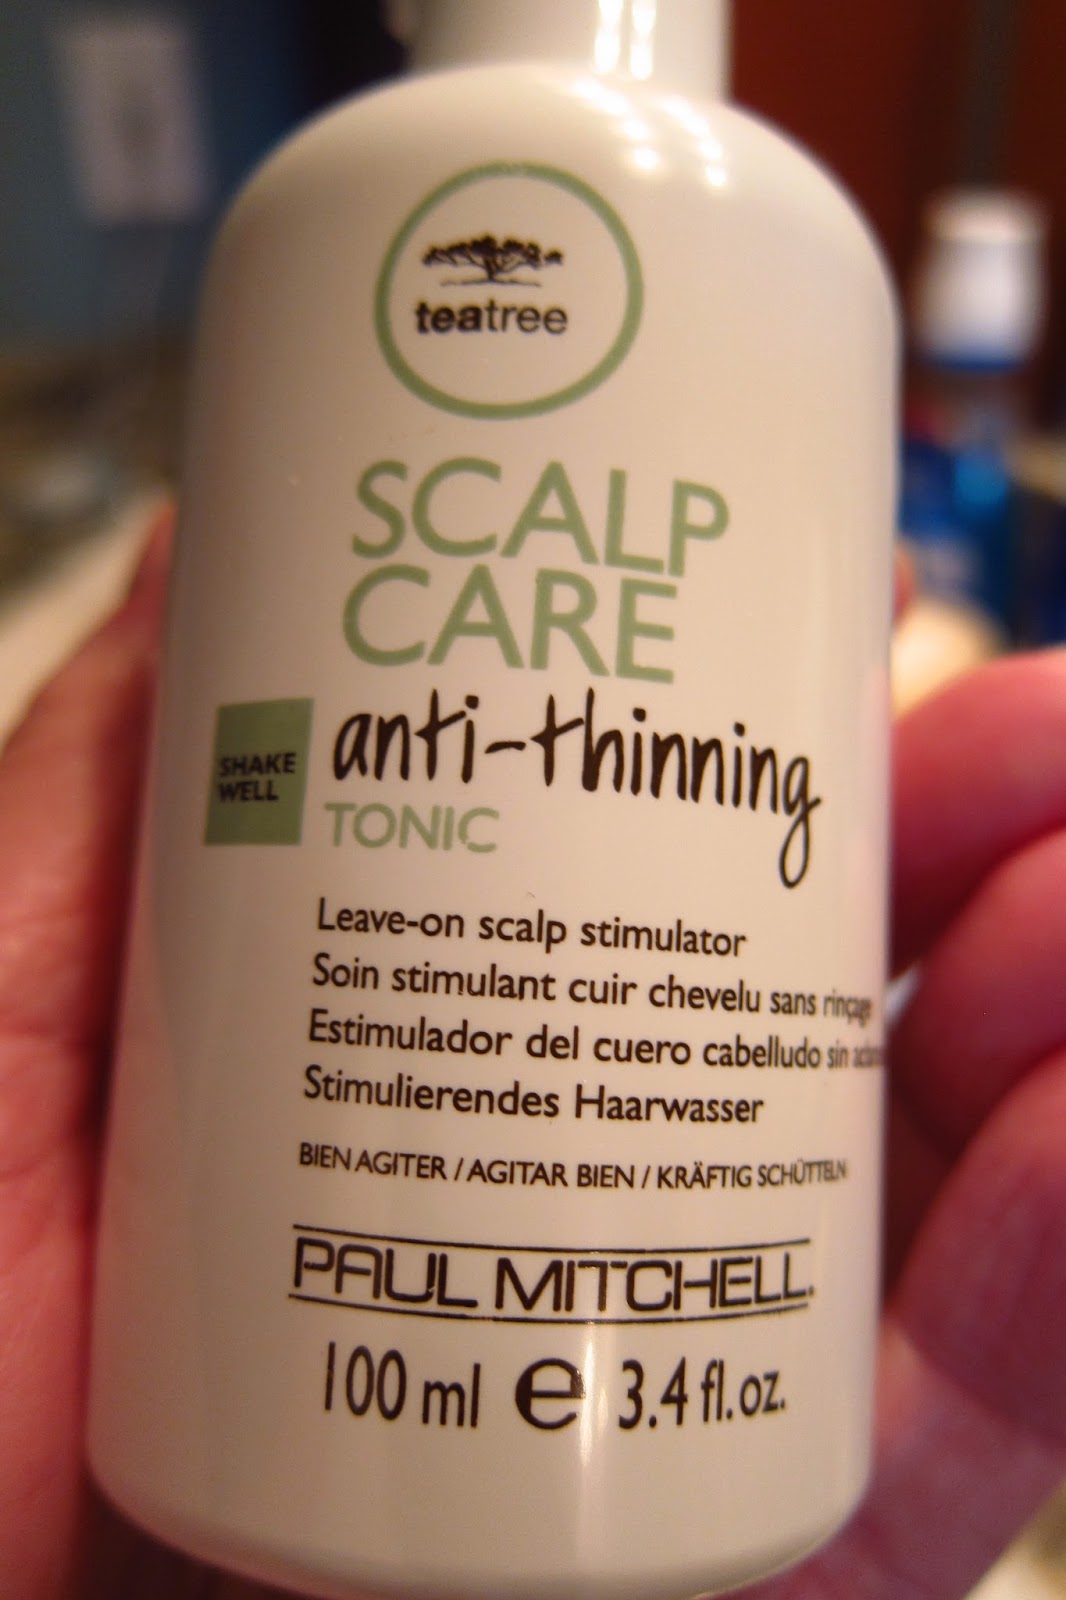 teatree
SCALP
CARE
anti-thinning
SHAKE
WELL
TONIC
Leave-on scalp stimulator
Soin stimulant cuir chevelu sans rinçage
Estimulador del cuero cabelludo sin
Stimulierendes Haarwasser
BIEN AGITER / AGITAR BIEN / KRÄFTIG SCHÜTTELN
PAUL MITCHELL.
100 ml e 3.4 fl. oz.